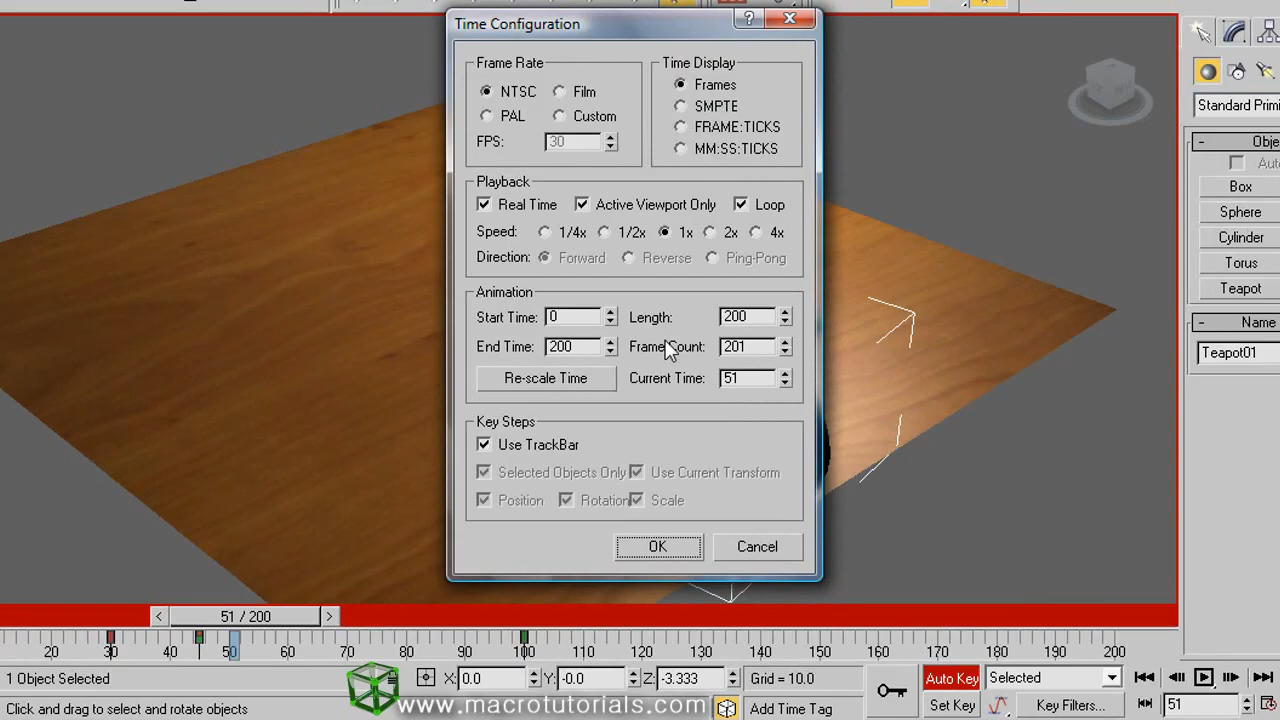 Time Configuration
Frame Rate
NTSC Film
PAL Custom
FPS: 30
Time Display
Frames
SMPTE
FRAME:TICKS
MM:SS:TICKS
Playback
Real Time Active Viewport Only Loop
Speed: 1/4x 1/2x 1x 2x 4x
Direction: Forward Reverse Ping-Pong
Animation
Start Time: 0 Length: 200
End Time: 200 Frame Count: 201
Re-scale Time Current Time: 51
Key Steps
Use TrackBar
Selected Objects Only Use Current Transform
Position Rotation Scale
OK Cancel
Standard Primi
Obje
Auto
Box
Sphere
Cylinder
Torus
Teapot
Name
Teapot01
< 51 / 200 >
20 30 40 50 60 70 80 90 100 110 120 130 140 150 160 170 180 190 200
1 Object Selected X: 0.0 Y: -0.0 Z: -3.333 Grid = 10.0 Auto Key Selected
Click and drag to select and rotate objects www.macrotutorials.com Add Time Tag Set Key Key Filters... 51